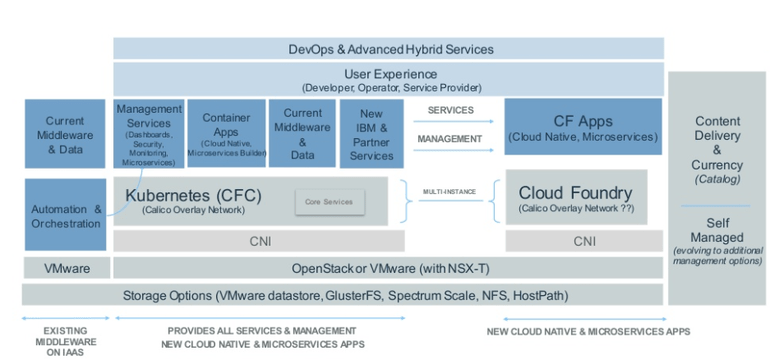 DevOps & Advanced Hybrid Services
User Experience
(Developer, Operator, Service Provider)
Current
Middleware
& Data
Management
Services
(Dashboards,
Security,
Monitoring,
Microservices)
Container
Apps
(Cloud Native,
Microservices Builder)
Current
Middleware
&
Data
New
IBM &
Partner
Services
SERVICES
MANAGEMENT
CF Apps
(Cloud Native, Microservices)
Content
Delivery
&
Currency
(Catalog)
Self
Managed
(evolving to additional
management options)
Automation &
Orchestration
Kubernetes (CFC)
(Calico Overlay Network)
Core Services
MULTI-INSTANCE
Cloud Foundry
(Calico Overlay Network ??)
CNI
CNI
VMware
OpenStack or VMware (with NSX-T)
Storage Options (VMware datastore, GlusterFS, Spectrum Scale, NFS, HostPath)
EXISTING
MIDDLEWARE
ON IAAS
PROVIDES ALL SERVICES & MANAGEMENT
NEW CLOUD NATIVE & MICROSERVICES APPS
NEW CLOUD NATIVE & MICROSERVICES APPS